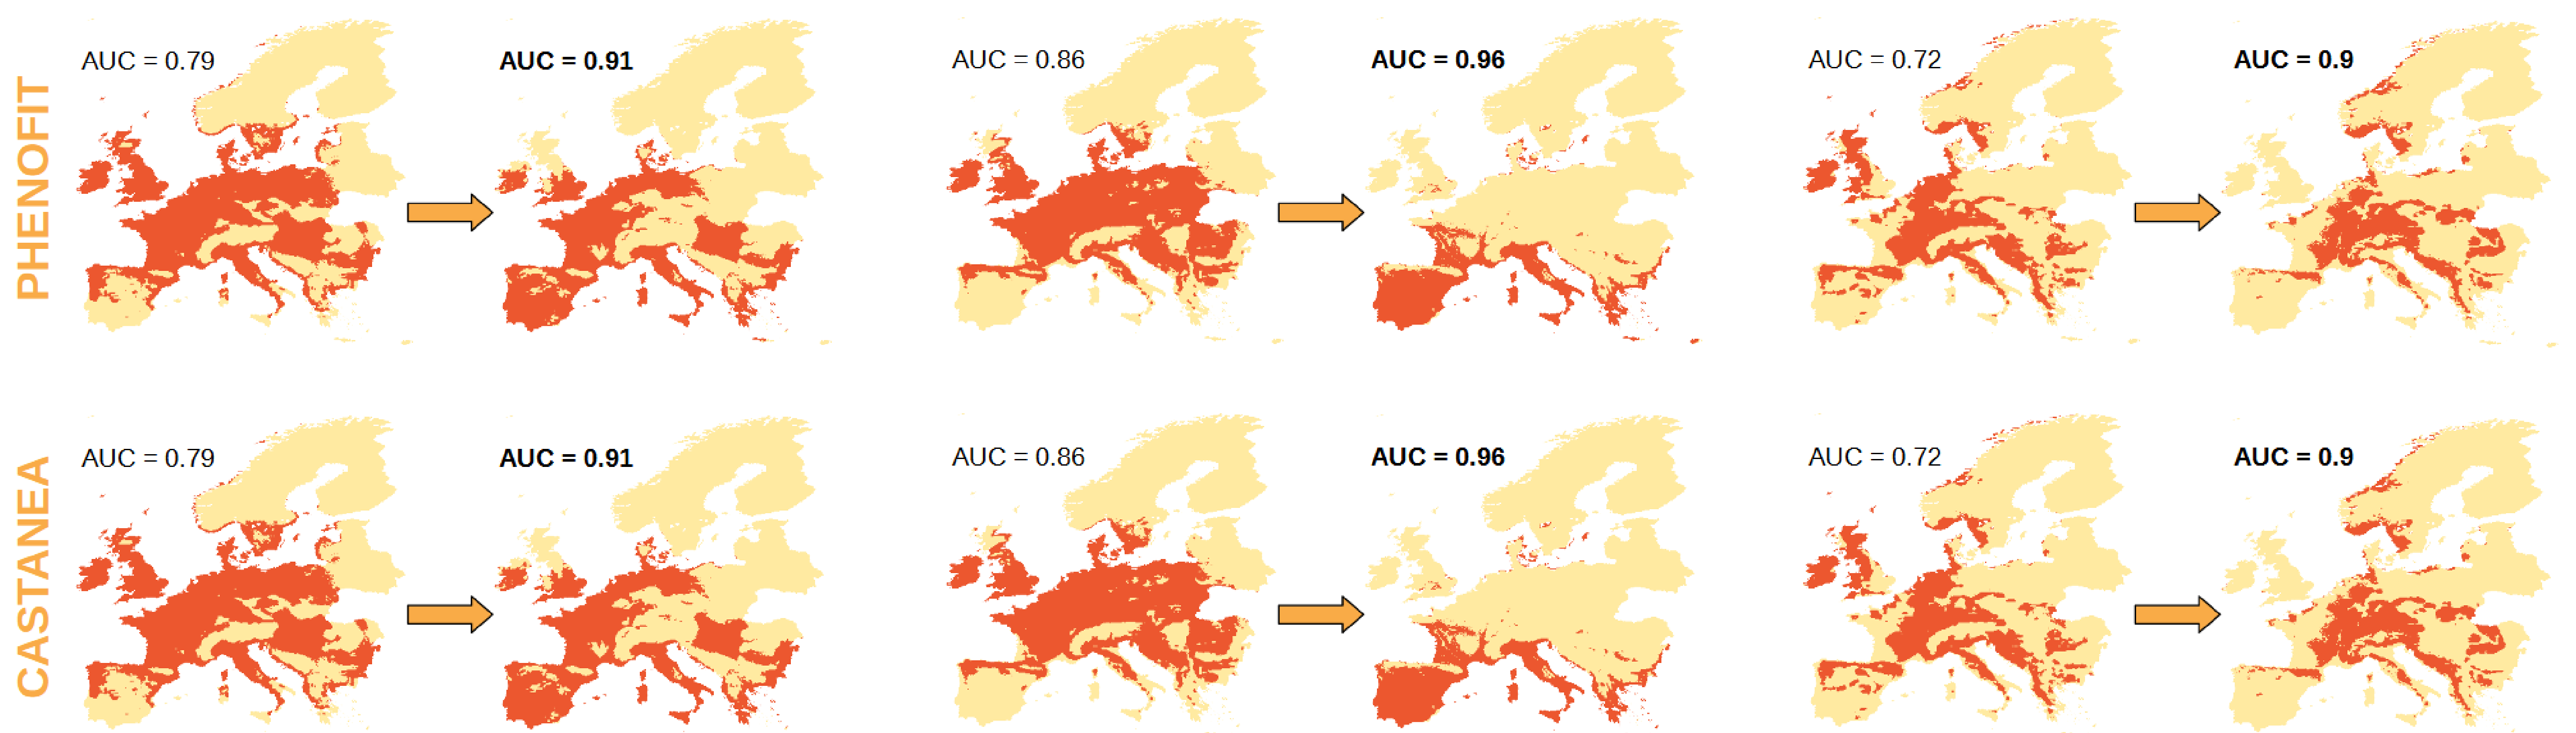 PHENOFIT
AUC = 0.79
AUC = 0.91
AUC = 0.86
AUC = 0.96
AUC = 0.72
AUC = 0.9
CASTANEA
AUC = 0.79
AUC = 0.91
AUC = 0.86
AUC = 0.96
AUC = 0.72
AUC = 0.9